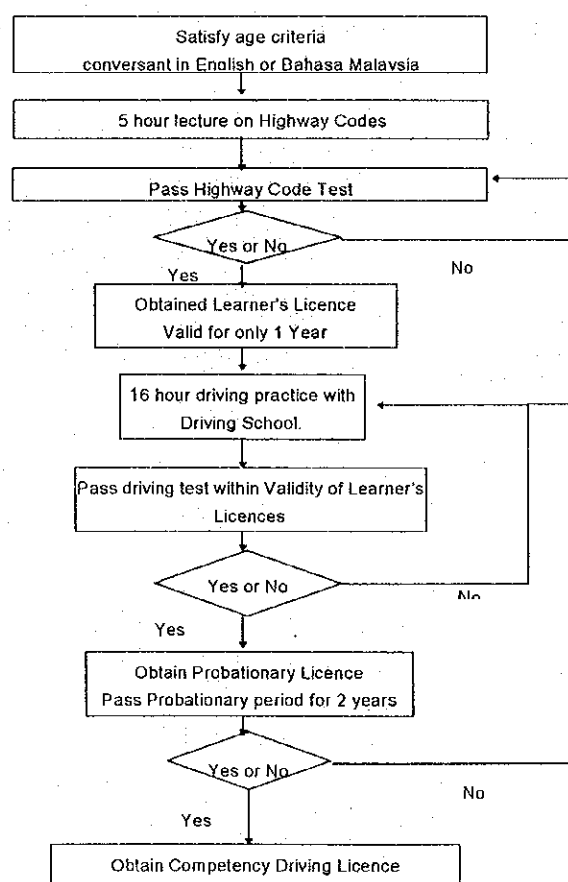 Satisfy age criteria
conversant in English or Bahasa Malaysia
5 hour lecture on Highway Codes
Pass Highway Code Test
Yes or No
Yes
No
Obtained Learner's Licence
Valid for only 1 Year
16 hour driving practice with
Driving School.
Pass driving test within Validity of Learner's
Licences
Yes or No
No
Yes
Obtain Probationary Licence
Pass Probationary period for 2 years
Yes or No
No
Yes
Obtain Competency Driving Licence